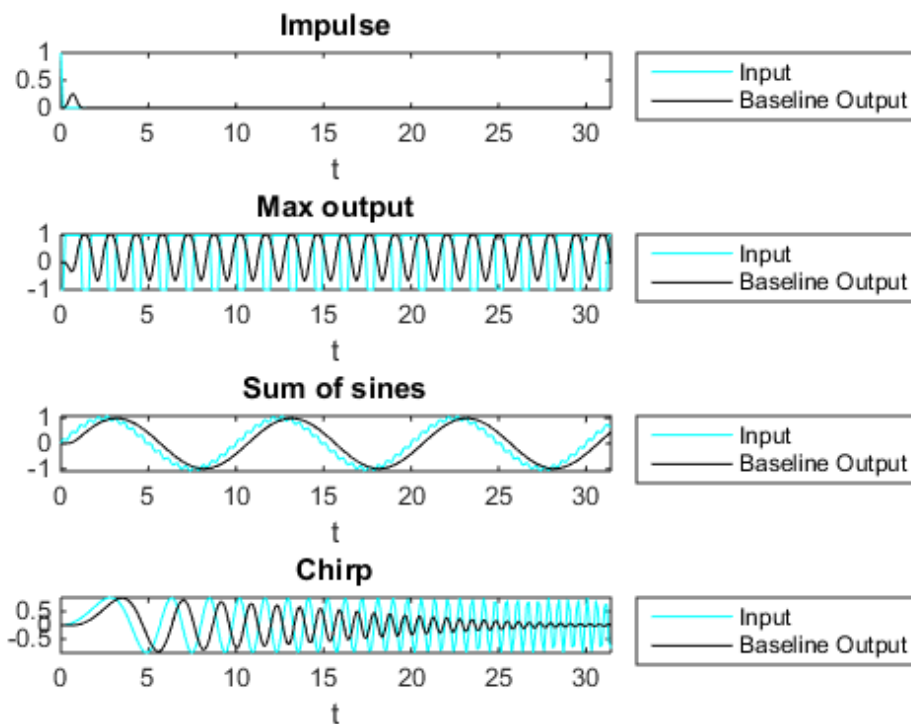 Impulse
1
0.5
0
0 5 10 15 20 25 30
t
Input
Baseline Output
Max output
1
0
-1
0 5 10 15 20 25 30
t
Input
Baseline Output
Sum of sines
1
0
-1
0 5 10 15 20 25 30
t
Input
Baseline Output
Chirp
0.5
-0.5
0 5 10 15 20 25 30
t
Input
Baseline Output